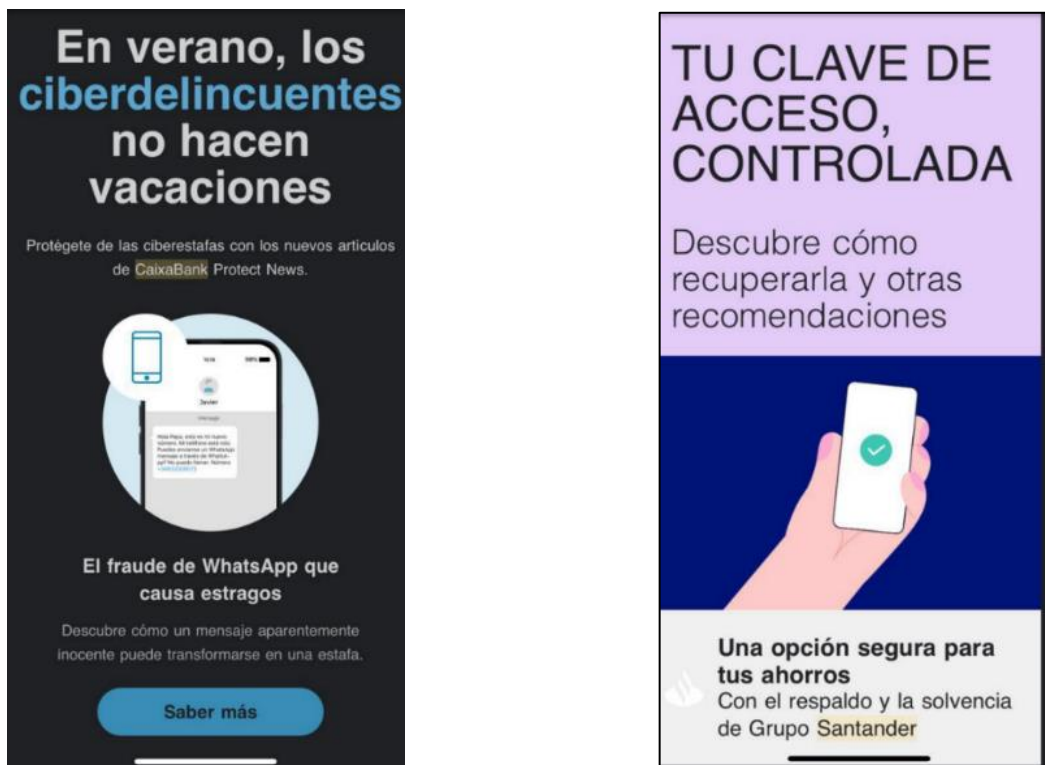 En verano, los
ciberdelincuentes
no hacen
vacaciones
Protégete de las ciberestafas con los nuevos artículos
de CaixaBank Protect News.
Javier
El fraude de WhatsApp que
causa estragos
Descubre cómo un mensaje aparentemente
inocente puede transformarse en una estafa.
Saber más
TU CLAVE DE
ACCESO,
CONTROLADA
Descubre cómo
recuperarla y otras
recomendaciones
Una opción segura para
tus ahorros
Con el respaldo y la solvencia
de Grupo Santander